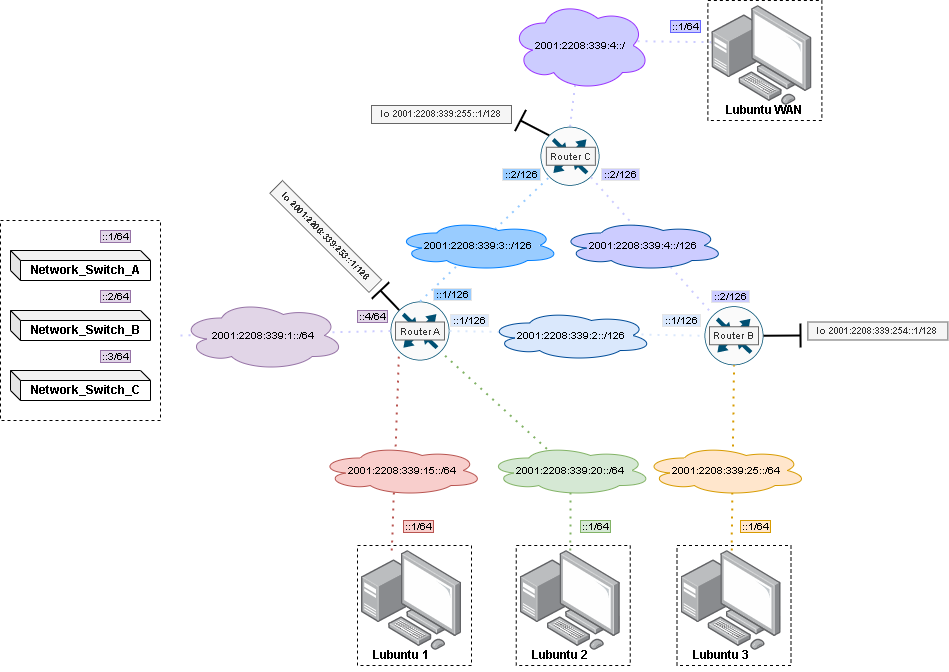 ::1/64
2001:2208:339:4::/
Lubuntu WAN
lo 2001:2208:339:255::1/128
Router C
::2/126
::2/126
lo 2001:2208:339:253::1/128
::1/64
Network_Switch_A
::2/64
Network_Switch_B
::3/64
Network_Switch_C
2001:2208:339:3::/126
2001:2208:339:4::/126
::1/126
::2/126
::4/64
::1/126
::1/126
2001:2208:339:1::/64
Router A
2001:2208:339:2::/126
Router B
lo 2001:2208:339:254::1/128
2001:2208:339:15::/64
2001:2208:339:20::/64
2001:2208:339:25::/64
::1/64
::1/64
::1/64
Lubuntu 1
Lubuntu 2
Lubuntu 3